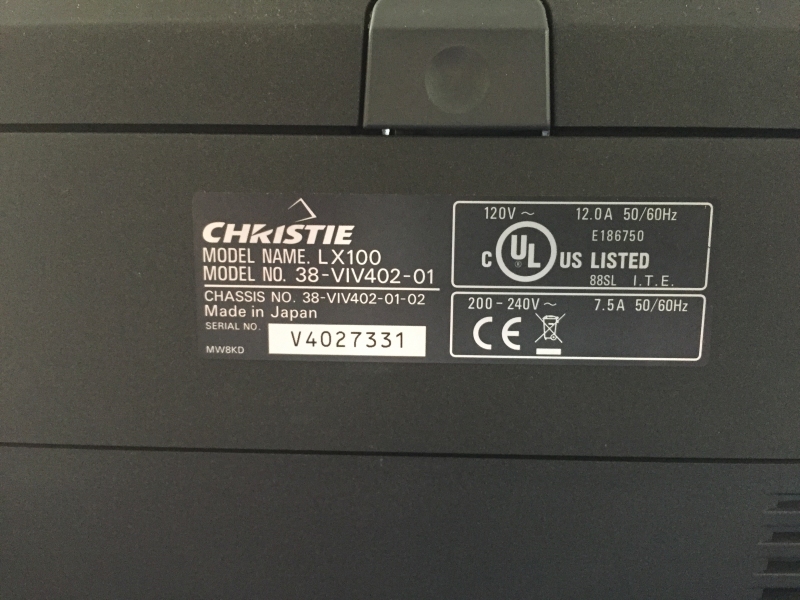 CHRISTIE
MODEL NAME. LX100
MODEL NO. 38-VIV402-01
CHASSIS NO. 38-VIV402-01-02
Made in Japan
SERIAL NO.
V4027331
MW8KD
120V ~ 12.0A 50/60Hz
E186750
C UL ® US LISTED
88SL I.T.E.
200-240V ~ 7.5A 50/60Hz
CE